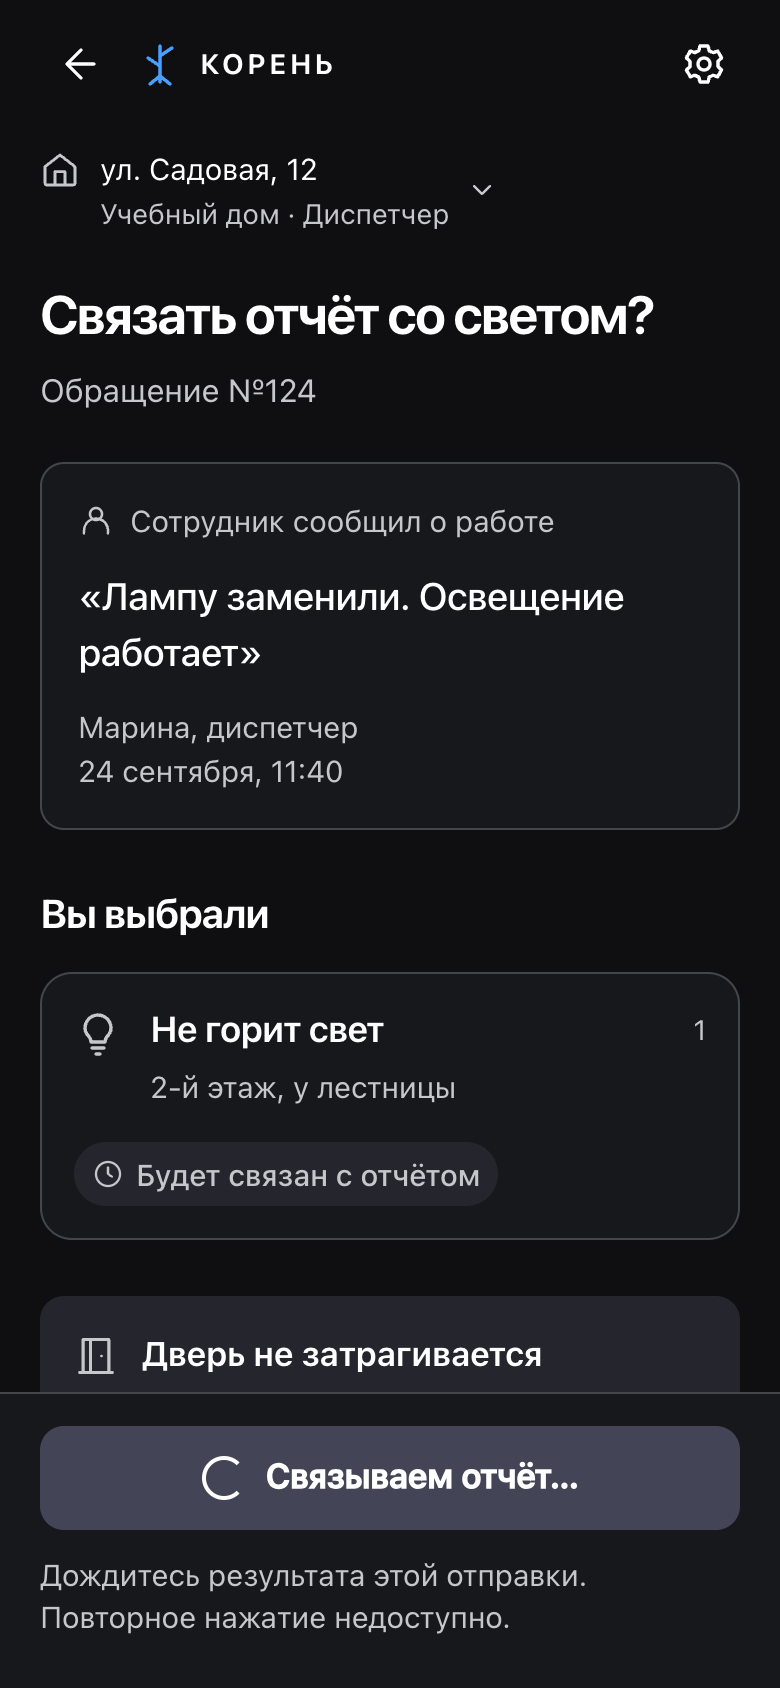 КОРЕНЬ
ул. Садовая, 12
Учебный дом · Диспетчер
Связать отчёт со светом?
Обращение №124
Сотрудник сообщил о работе
«Лампу заменили. Освещение
работает»
Марина, диспетчер
24 сентября, 11:40
Вы выбрали
Не горит свет 1
2-й этаж, у лестницы
Будет связан с отчётом
Дверь не затрагивается
Связываем отчёт...
Дождитесь результата этой отправки.
Повторное нажатие недоступно.